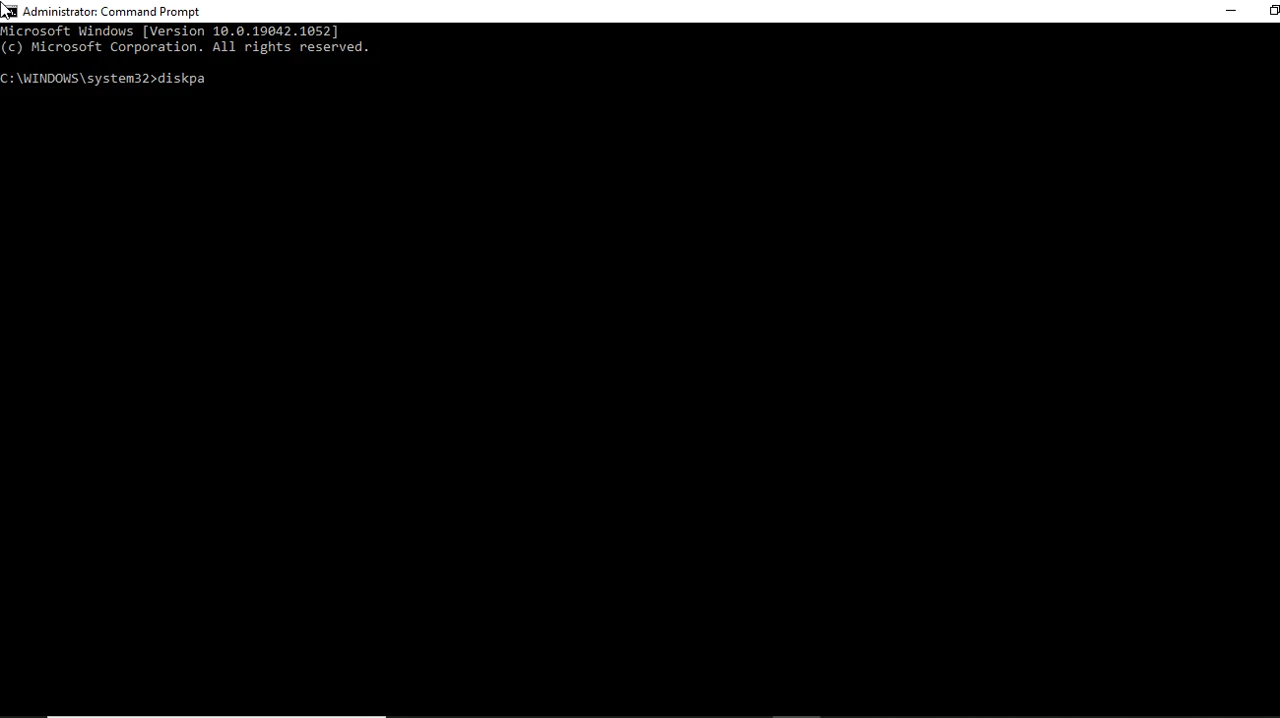 Administrator: Command Prompt
Microsoft Windows [Version 10.0.19042.1052]
(c) Microsoft Corporation. All rights reserved.
C:\WINDOWS\system32>diskpa